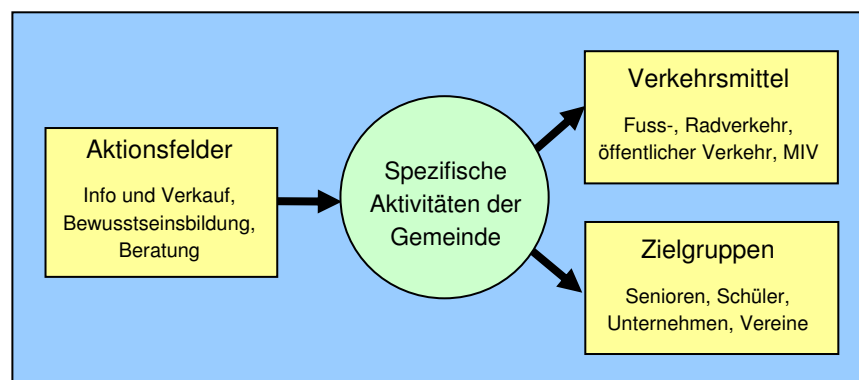 Aktionsfelder
Info und Verkauf,
Bewusstseinsbildung,
Beratung
Spezifische
Aktivitäten der
Gemeinde
Verkehrsmittel
Fuss-, Radverkehr,
öffentlicher Verkehr, MIV
Zielgruppen
Senioren, Schüler,
Unternehmen, Vereine